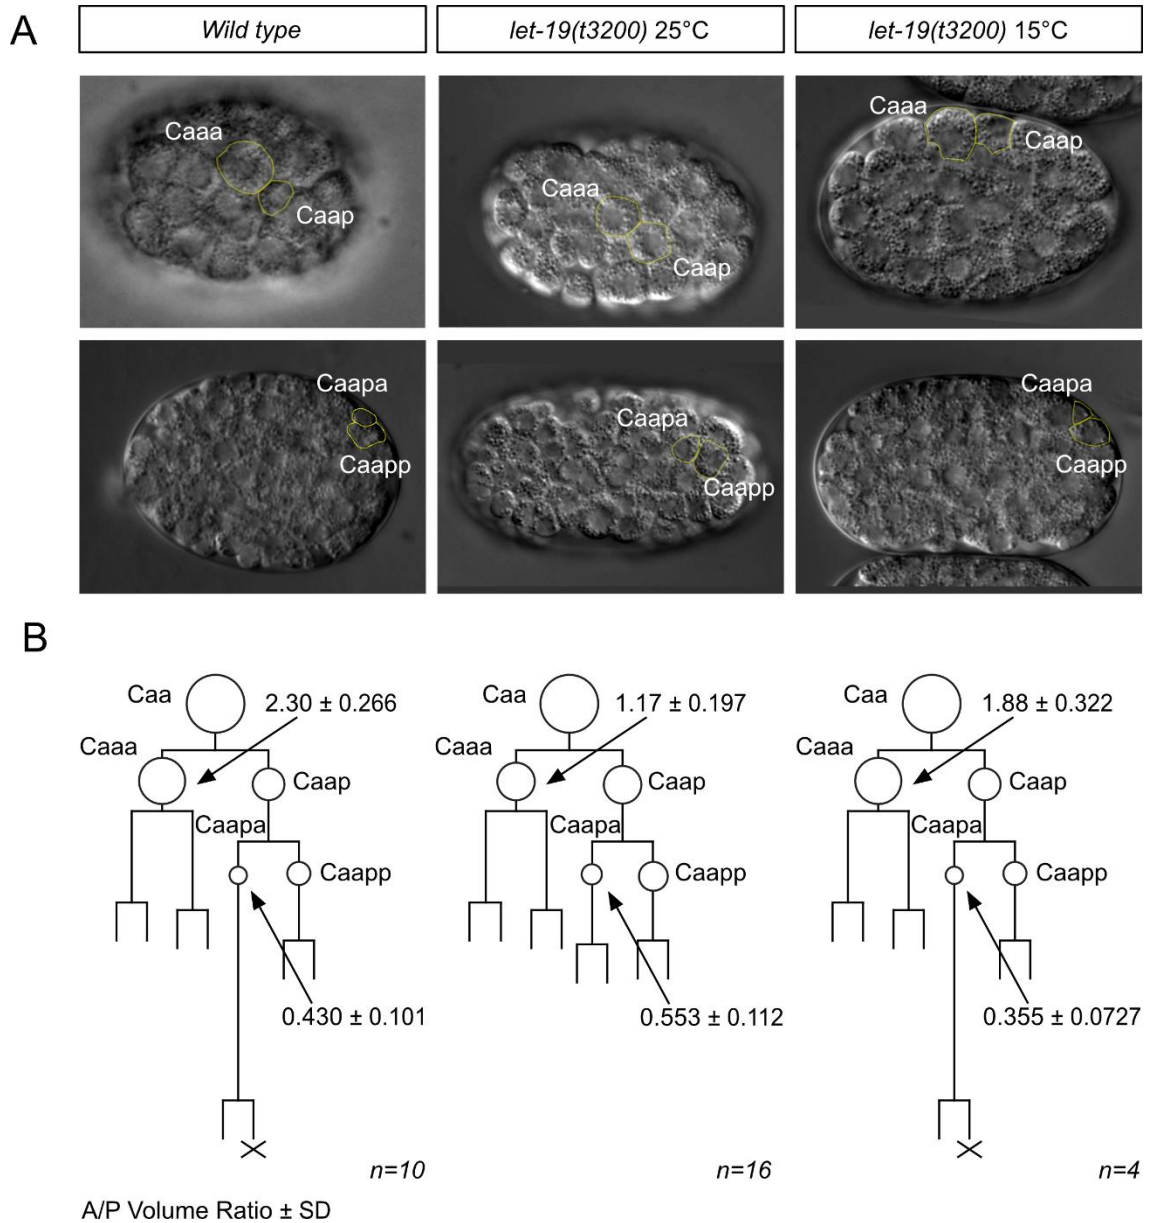 A
Wild type
let-19(t3200) 25°C
let-19(t3200) 15°C
Caaa
Caap
Caaa
Caap
Caaa
Caap
Caapa
Caapp
Caapa
Caapp
Caapa
Caapp
B
Caa
2.30 ± 0.266
Caaa
Caap
Caapa
Caapp
0.430 ± 0.101
n=10
Caa
1.17 ± 0.197
Caaa
Caap
Caapa
Caapp
0.553 ± 0.112
n=16
Caa
1.88 ± 0.322
Caaa
Caap
Caapa
Caapp
0.355 ± 0.0727
n=4
A/P Volume Ratio ± SD